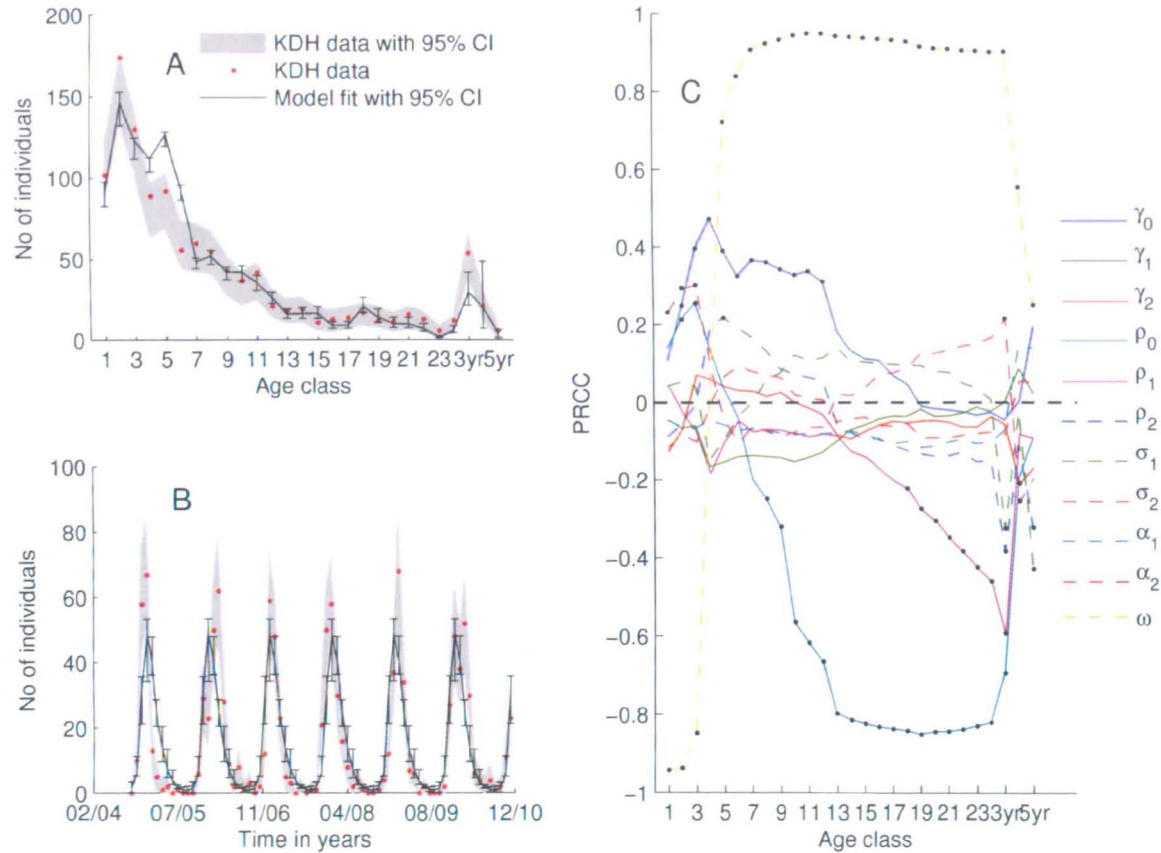 A
200
150
100
50
0
No of individuals
KDH data with 95% CI
KDH data
Model fit with 95% CI
1 3 5 7 9 11 13 15 17 19 21 23 3yr 5yr
Age class
B
100
80
60
40
20
0
No of individuals
02/04 07/05 11/06 04/08 08/09 12/10
Time in years
C
1
0.8
0.6
0.4
0.2
0
−0.2
−0.4
−0.6
−0.8
−1
PRCC
1 3 5 7 9 11 13 15 17 19 21 23 3yr 5yr
Age class
γ0
γ1
γ2
ρ0
ρ1
ρ2
σ1
σ2
α1
α2
ω